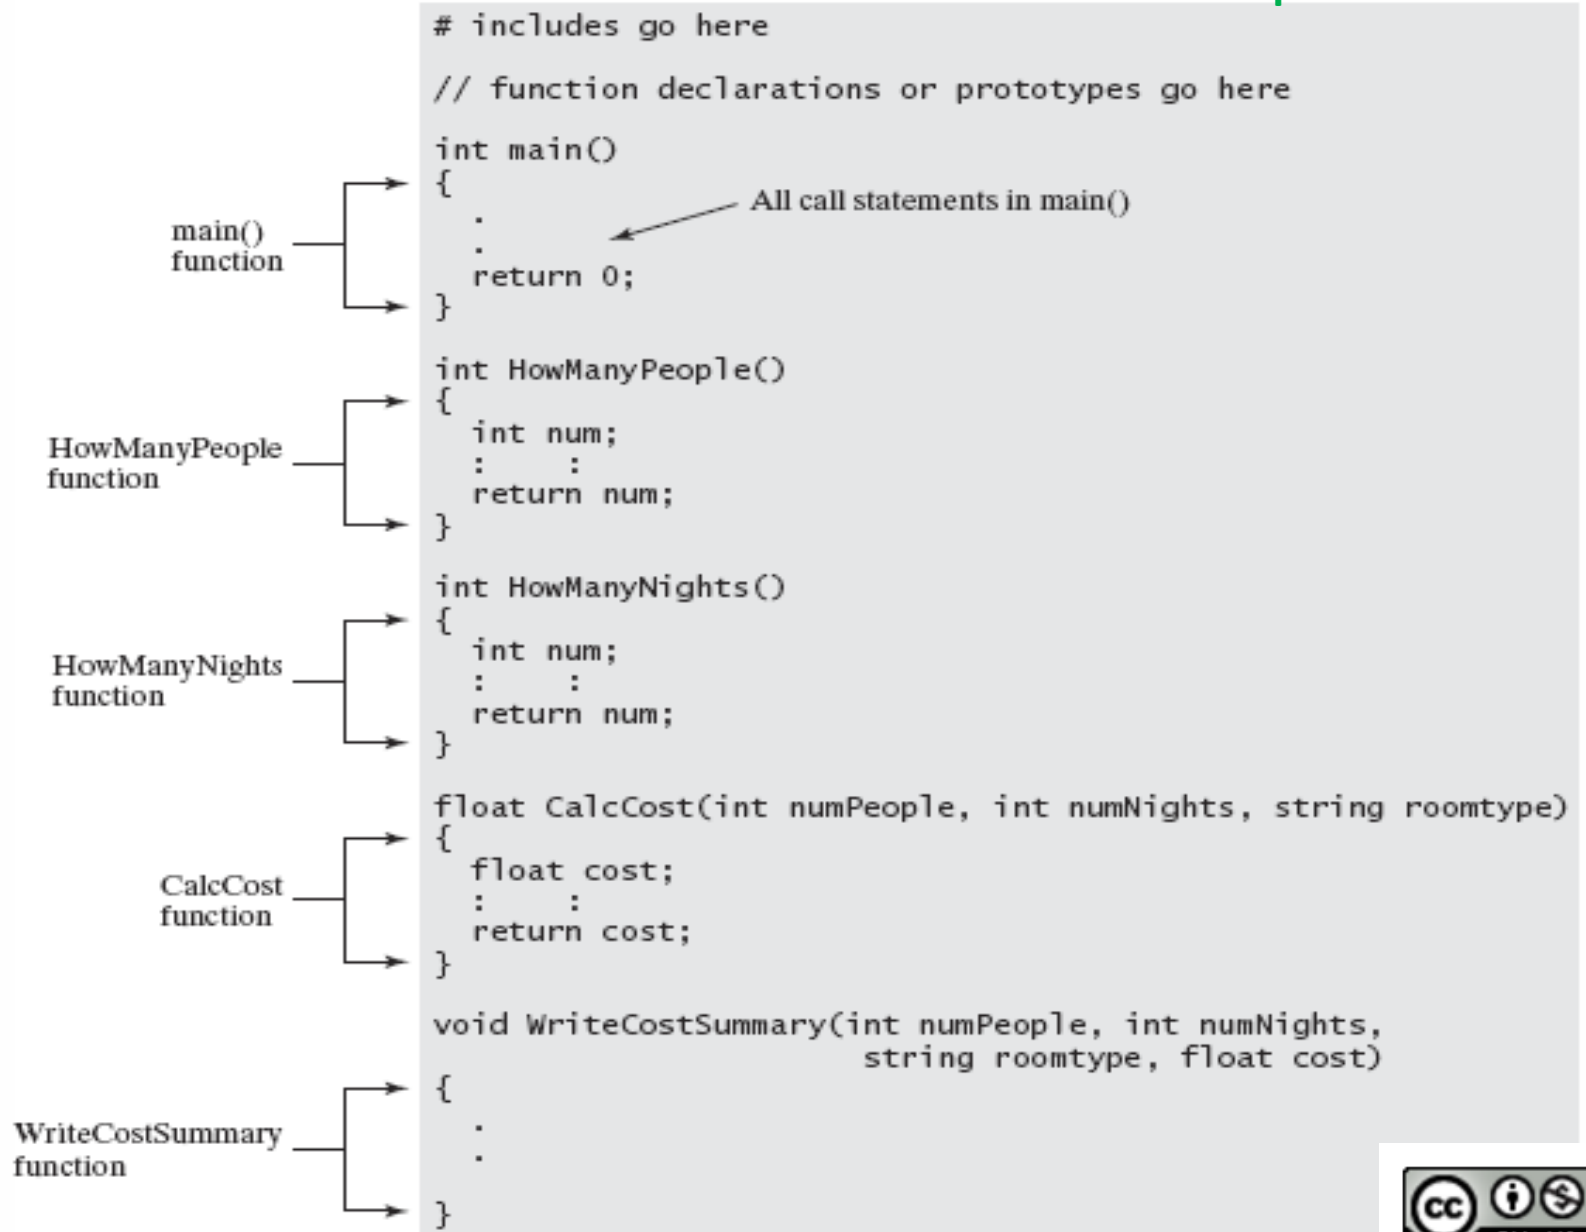 # includes go here
// function declarations or prototypes go here
int main()
{
.
.
return 0;
}
All call statements in main()
main()
function
int HowManyPeople()
{
int num;
: :
return num;
}
HowManyPeople
function
int HowManyNights()
{
int num;
: :
return num;
}
HowManyNights
function
float CalcCost(int numPeople, int numNights, string roomtype)
{
float cost;
: :
return cost;
}
CalcCost
function
void WriteCostSummary(int numPeople, int numNights,
string roomtype, float cost)
{
.
.
}
WriteCostSummary
function
cc